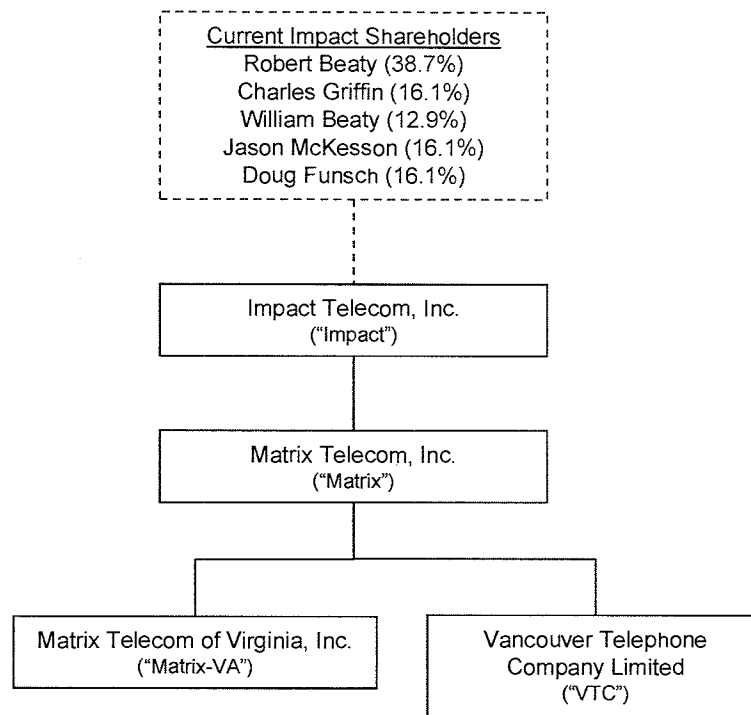 Current Impact Shareholders
Robert Beaty (38.7%)
Charles Griffin (16.1%)
William Beaty (12.9%)
Jason McKesson (16.1%)
Doug Funsch (16.1%)
Impact Telecom, Inc.
(“Impact”)
Matrix Telecom, Inc.
(“Matrix”)
Matrix Telecom of Virginia, Inc.
(“Matrix-VA”)
Vancouver Telephone
Company Limited
(“VTC”)